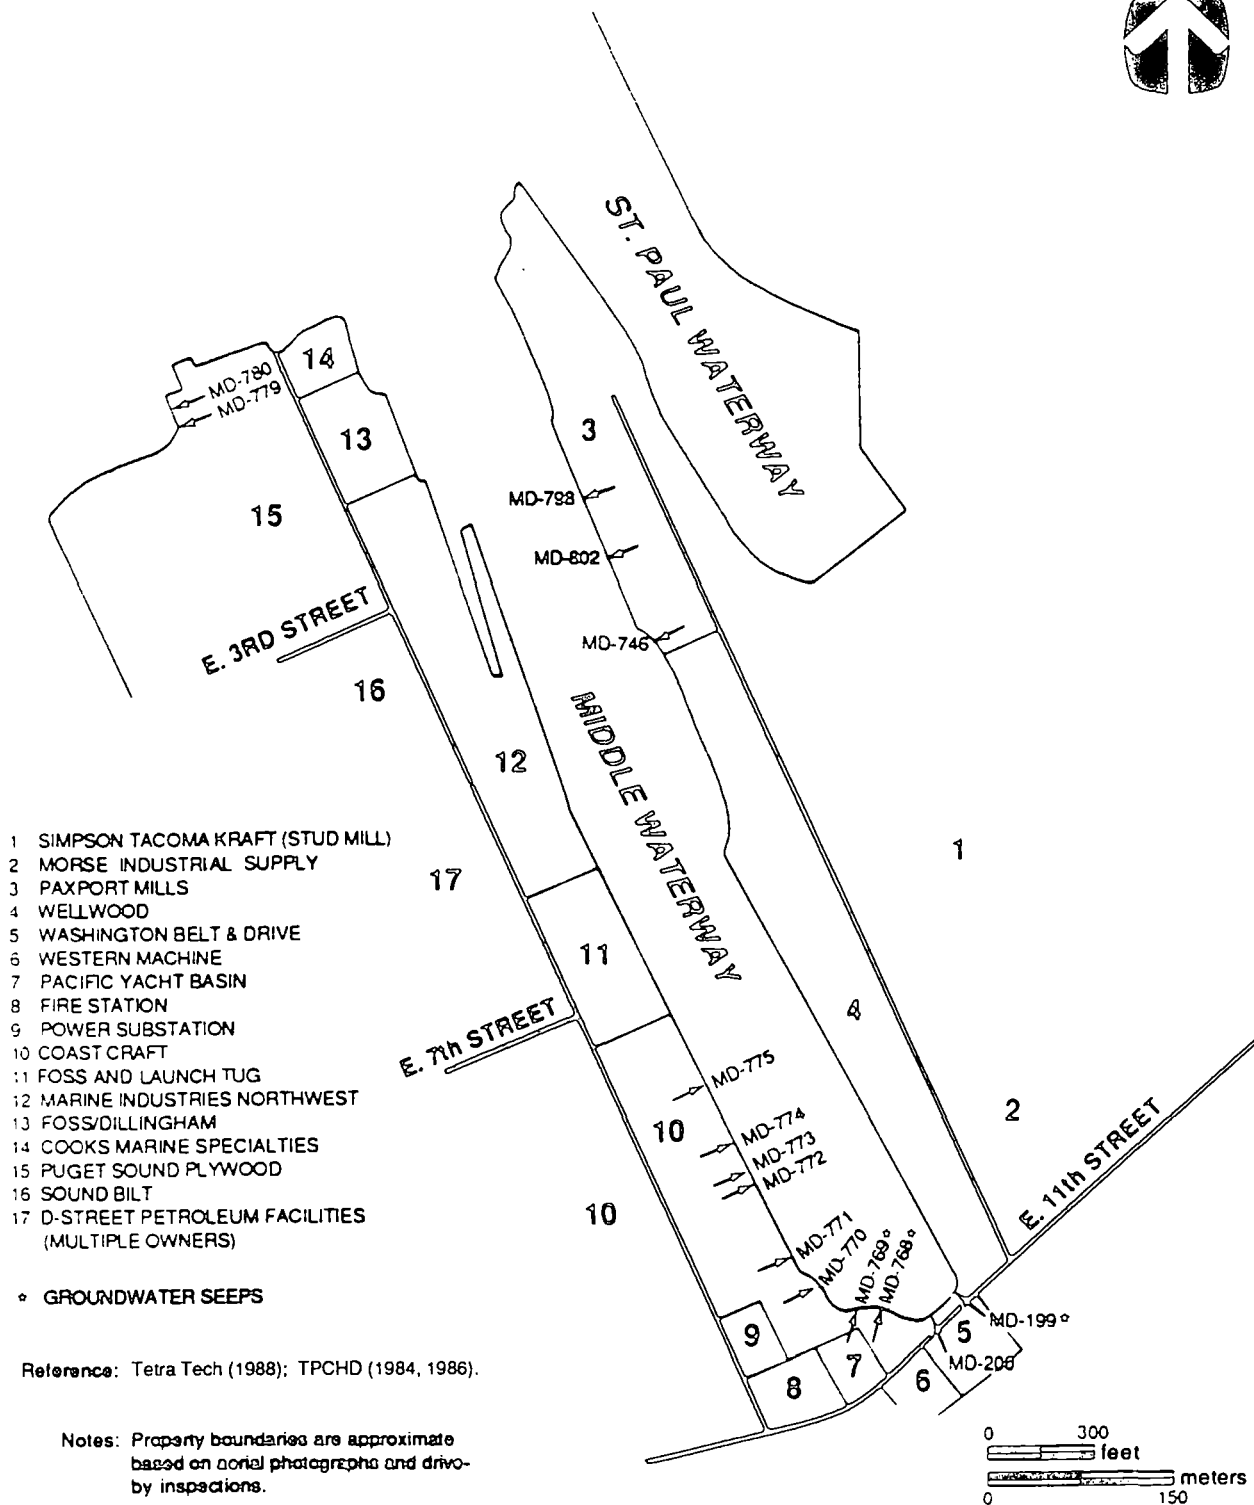 ST. PAUL WATERWAY
14
MD-780
MD-779
13
3
15
MD-798
MD-802
E. 3RD STREET
MD-746
16
MIDDLE WATERWAY
12
1 SIMPSON TACOMA KRAFT (STUD MILL)
2 MORSE INDUSTRIAL SUPPLY
3 PAXPORT MILLS
4 WELLWOOD
5 WASHINGTON BELT & DRIVE
6 WESTERN MACHINE
7 PACIFIC YACHT BASIN
8 FIRE STATION
9 POWER SUBSTATION
10 COAST CRAFT
11 FOSS AND LAUNCH TUG
12 MARINE INDUSTRIES NORTHWEST
13 FOSS/DILLINGHAM
14 COOKS MARINE SPECIALTIES
15 PUGET SOUND PLYWOOD
16 SOUND BILT
17 D-STREET PETROLEUM FACILITIES
(MULTIPLE OWNERS)
17
1
11
4
E. 7th STREET
MD-775
2
10
MD-774
MD-773
MD-772
E. 11th STREET
10
MD-771
MD-770
MD-769*
MD-768*
* GROUNDWATER SEEPS
9
5
MD-199*
MD-200
7
8
6
Reference: Tetra Tech (1988); TPCHD (1984, 1986).
Notes: Property boundaries are approximate
based on aerial photographs and drive-
by inspections.
0 300
feet
meters
0 150